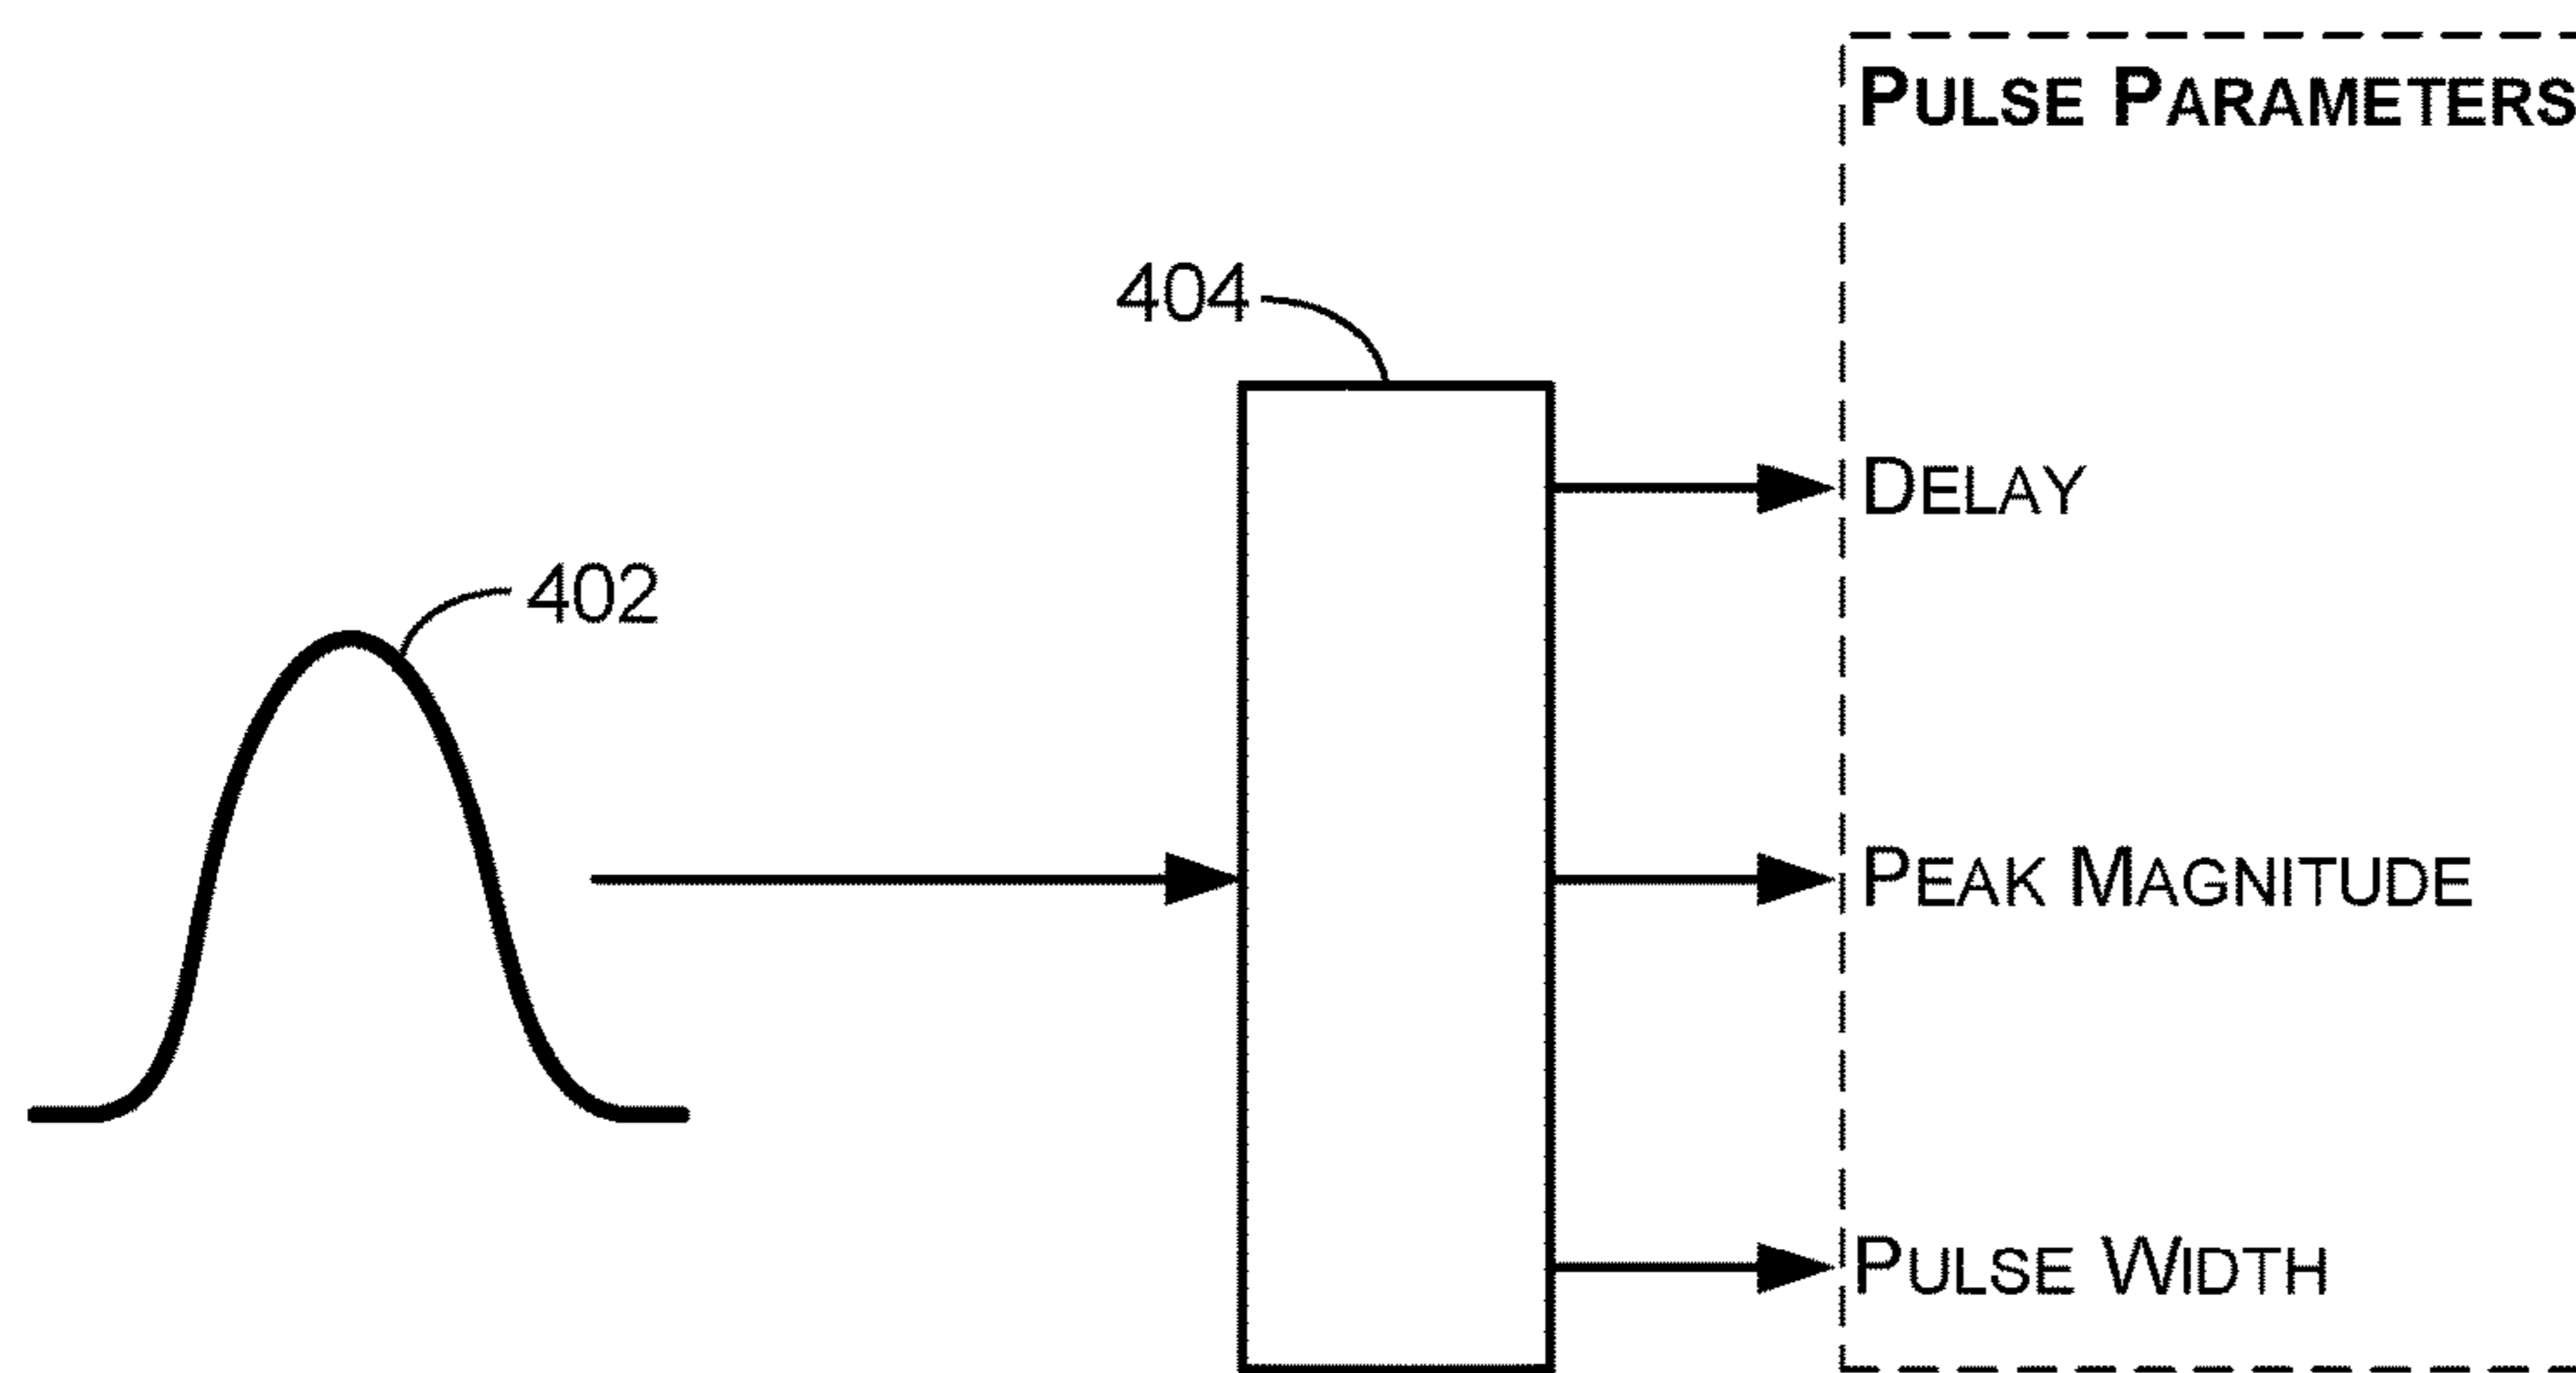 PULSE PARAMETERS
404
DELAY
402
PEAK MAGNITUDE
PULSE WIDTH